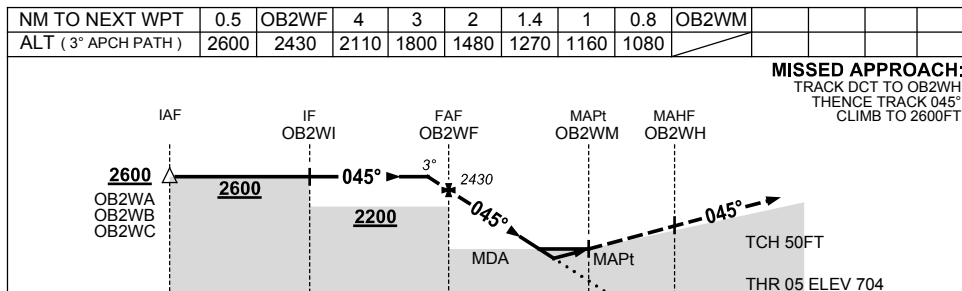 NM TO NEXT WPT 0.5 OB2WF 4 3 2 1.4 1 0.8 OB2WM
ALT ( 3° APCH PATH ) 2600 2430 2110 1800 1480 1270 1160 1080
MISSED APPROACH:
TRACK DCT TO OB2WH
THENCE TRACK 045°
CLIMB TO 2600FT
IAF IF FAF MAPt MAHF
OB2WI OB2WF OB2WM OB2WH
2600 2600 045° 3° 2430
OB2WA
OB2WB
OB2WC
2200 045° 045°
MDA MAPt TCH 50FT
THR 05 ELEV 704